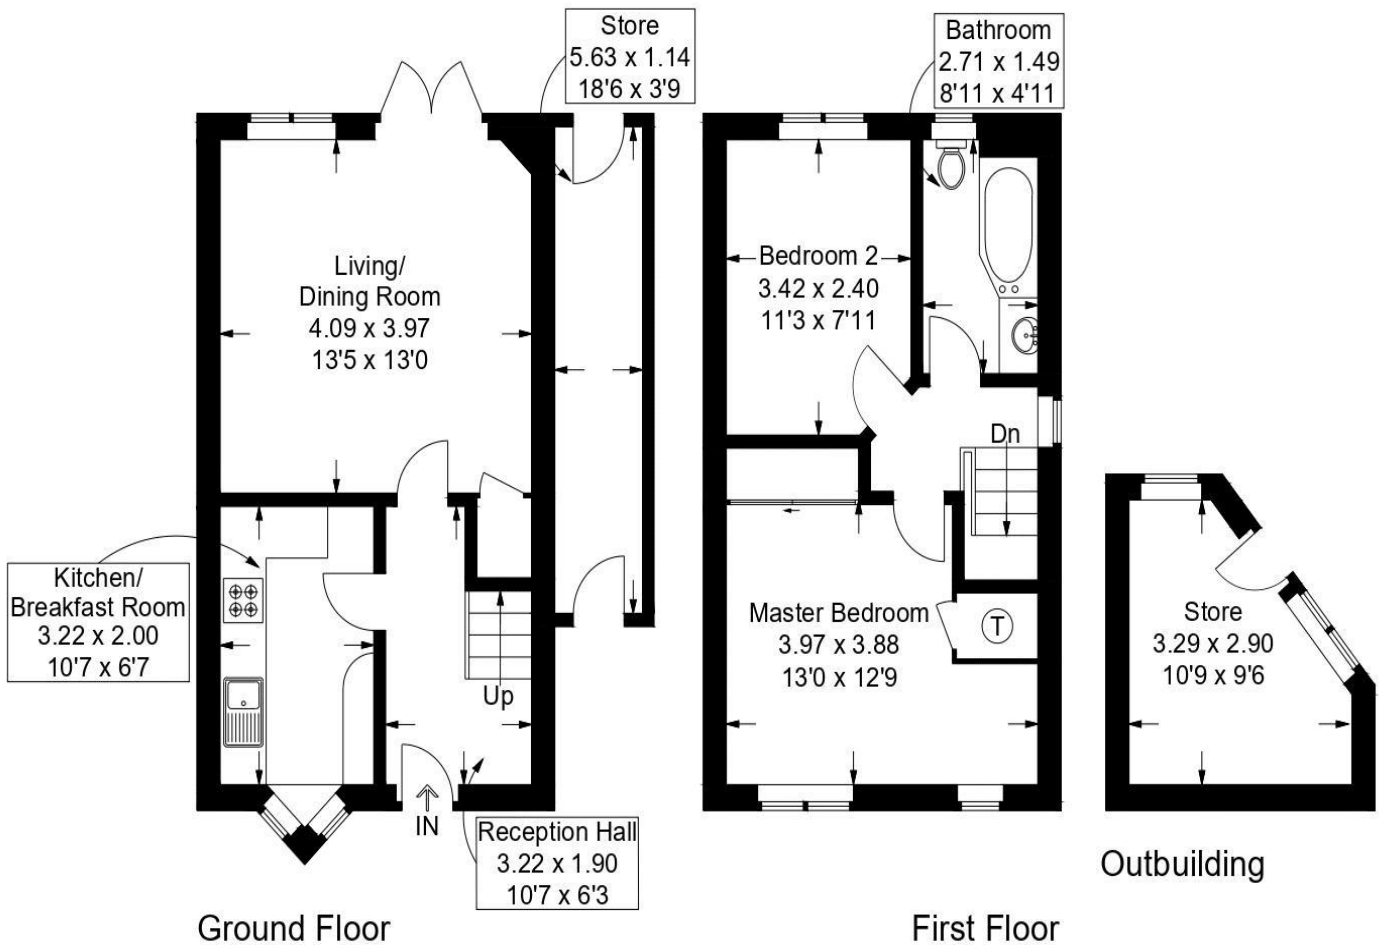 Store
5.63 x 1.14
18'6 x 3'9
Bathroom
2.71 x 1.49
8'11 x 4'11
Living/
Dining Room
4.09 x 3.97
13'5 x 13'0
Bedroom 2
3.42 x 2.40
11'3 x 7'11
Dn
Kitchen/
Breakfast Room
3.22 x 2.00
10'7 x 6'7
Up
IN
Reception Hall
3.22 x 1.90
10'7 x 6'3
Master Bedroom
3.97 x 3.88
13'0 x 12'9
T
Store
3.29 x 2.90
10'9 x 9'6
Outbuilding
Ground Floor
First Floor